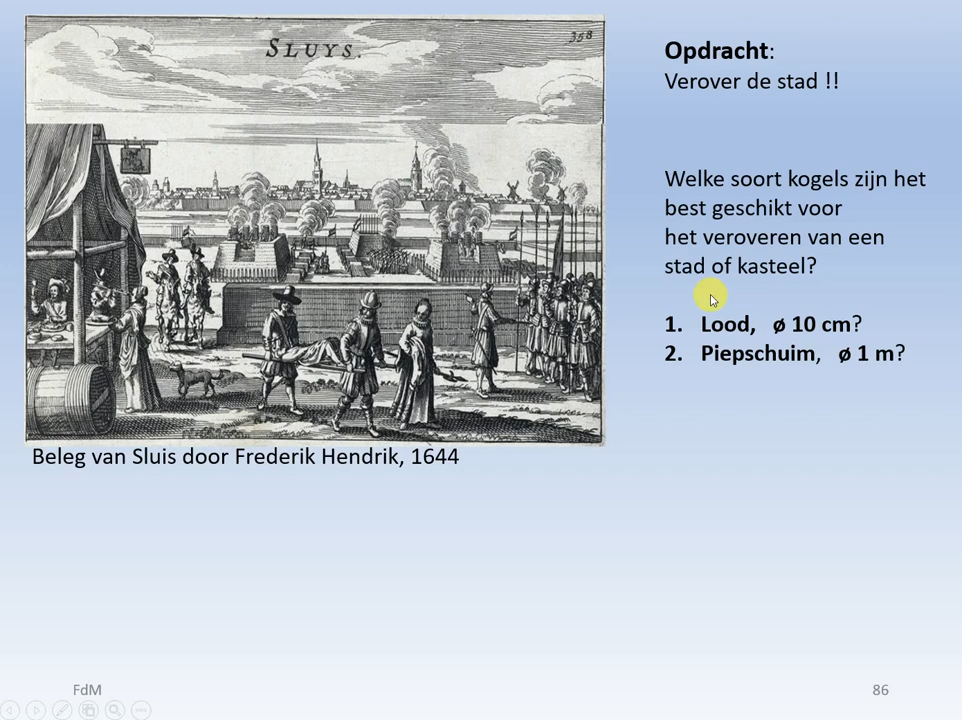 SLUYS.
358
Opdracht:
Verover de stad !!
Welke soort kogels zijn het
best geschikt voor
het veroveren van een
stad of kasteel?
1. Lood, ø 10 cm?
2. Piepschuim, ø 1 m?
Beleg van Sluis door Frederik Hendrik, 1644
FdM
86